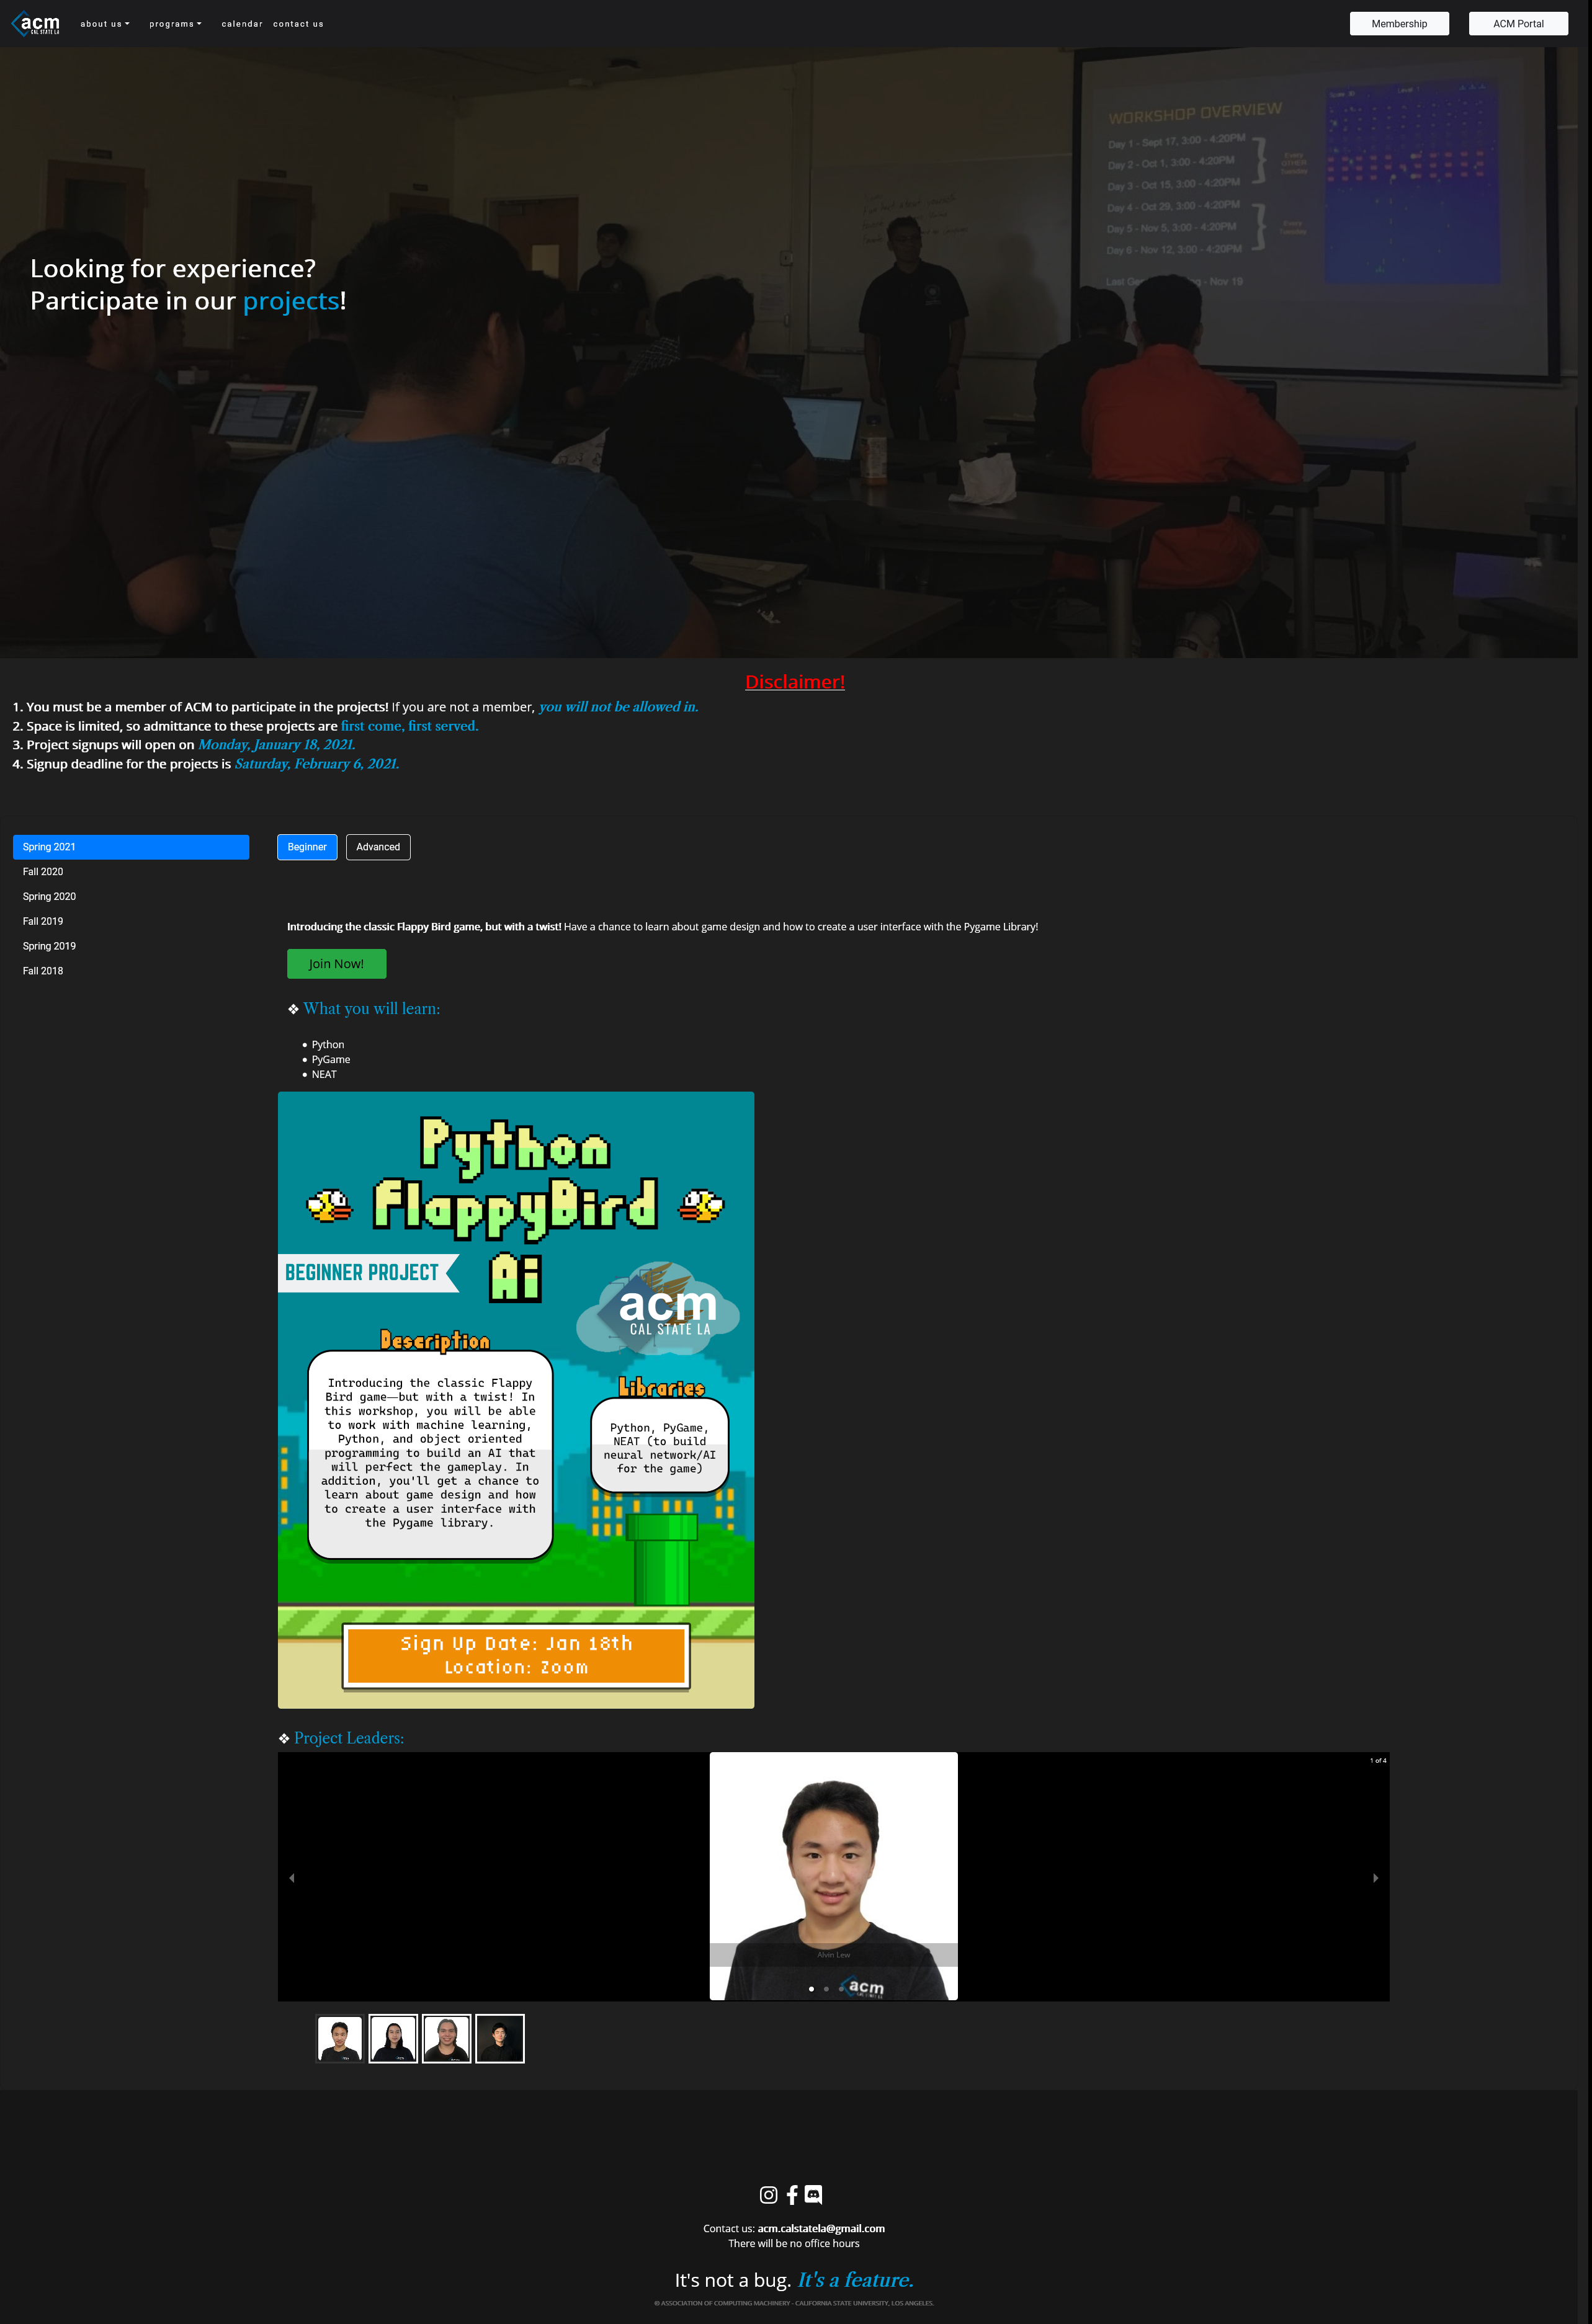 acm
CAL STATE LA
about us
programs
calendar
contact us
Membership
ACM Portal
WORKSHOP OVERVIEW
Day 1 - Sept 17, 3:00 - 4:20PM
Day 2 - Oct 1, 3:00 - 4:20PM
Day 3 - Oct 15, 3:00 - 4:20PM
Day 4 - Oct 29, 3:00 - 4:20PM
Day 5 - Nov 5, 3:00 - 4:20PM
Day 6 - Nov 12, 3:00 - 4:20PM
Every
OTHER
Tuesday
Every
Tuesday
Last Gen
- Nov 19
Looking for experience?
Participate in our projects!
Disclaimer!
1. You must be a member of ACM to participate in the projects! If you are not a member, you will not be allowed in.
2. Space is limited, so admittance to these projects are first come, first served.
3. Project signups will open on Monday, January 18, 2021.
4. Signup deadline for the projects is Saturday, February 6, 2021.
Spring 2021
Fall 2020
Spring 2020
Fall 2019
Spring 2019
Fall 2018
Beginner
Advanced
Introducing the classic Flappy Bird game, but with a twist! Have a chance to learn about game design and how to create a user interface with the Pygame Library!
Join Now!
❖ What you will learn:
• Python
• PyGame
• NEAT
Python
FlappyBird
Ai
BEGINNER PROJECT
acm
CAL STATE LA
Description
Introducing the classic Flappy
Bird game—but with a twist! In
this workshop, you will be able
to work with machine learning,
Python, and object oriented
programming to build an AI that
will perfect the gameplay. In
addition, you'll get a chance to
learn about game design and how
to create a user interface with
the Pygame library.
Libraries
Python, PyGame,
NEAT (to build
neural network/AI
for the game)
Sign Up Date: Jan 18th
Location: Zoom
❖ Project Leaders:
1 of 4
Alvin Lew
acm
Contact us: acm.calstatela@gmail.com
There will be no office hours
It's not a bug. It's a feature.
© ASSOCIATION OF COMPUTING MACHINERY - CALIFORNIA STATE UNIVERSITY, LOS ANGELES.